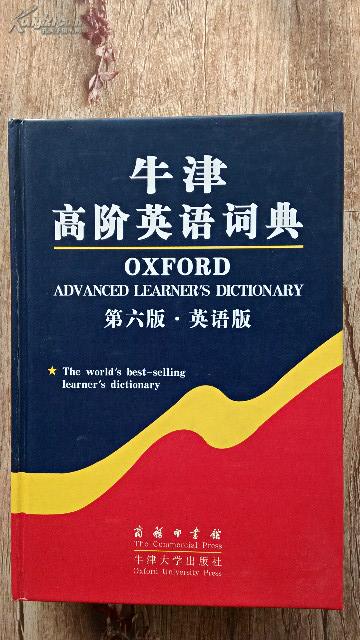 牛津
高阶英语词典
OXFORD
ADVANCED LEARNER'S DICTIONARY
第六版·英语版
★ The world's best-selling
learner's dictionary
商务印书馆
The Commercial Press
牛津大学出版社
Oxford University Press